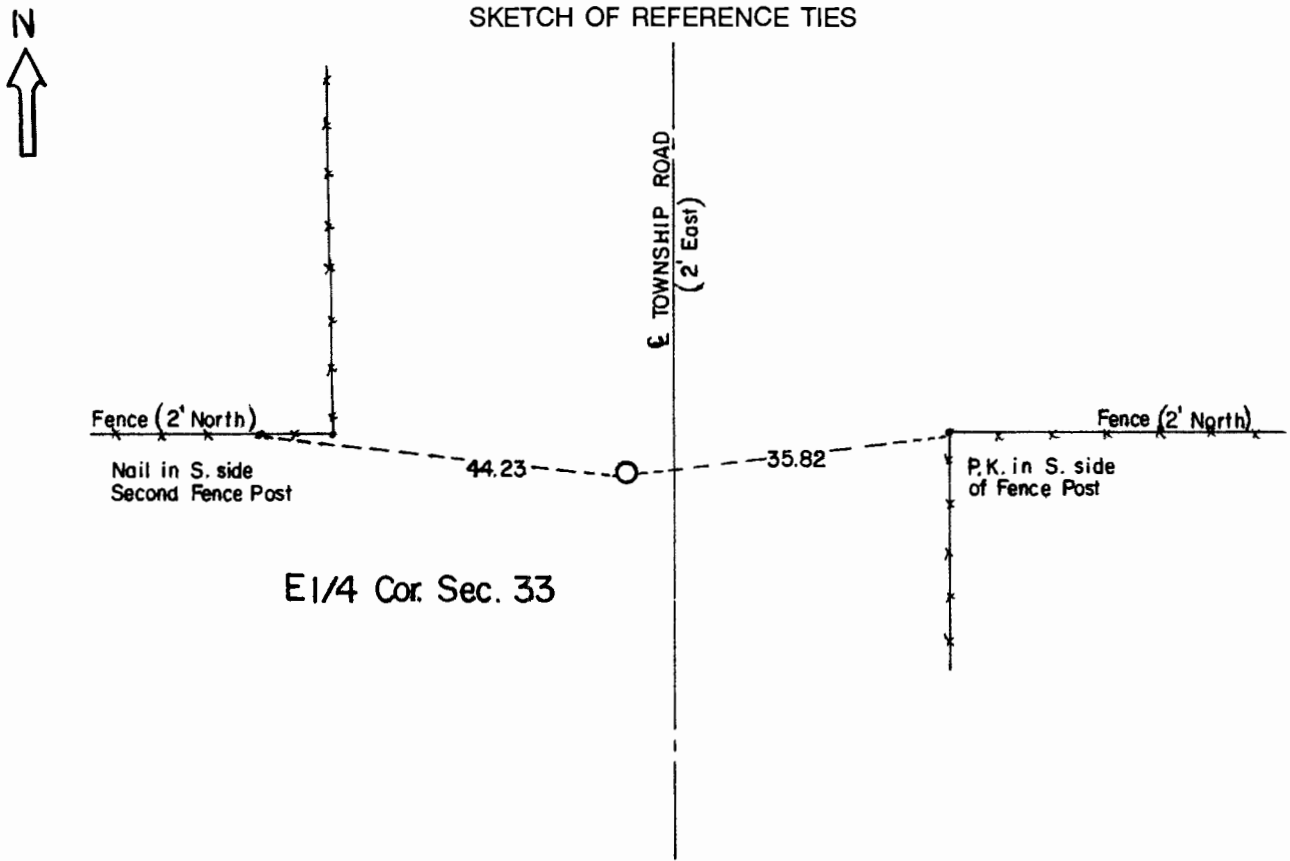 SKETCH OF REFERENCE TIES
N
℄ TOWNSHIP ROAD
(2' East)
Fence (2' North)
Fence (2' North)
44.23
35.82
Nail in S. side
Second Fence Post
P.K. in S. side
of Fence Post
E1/4 Cor. Sec. 33